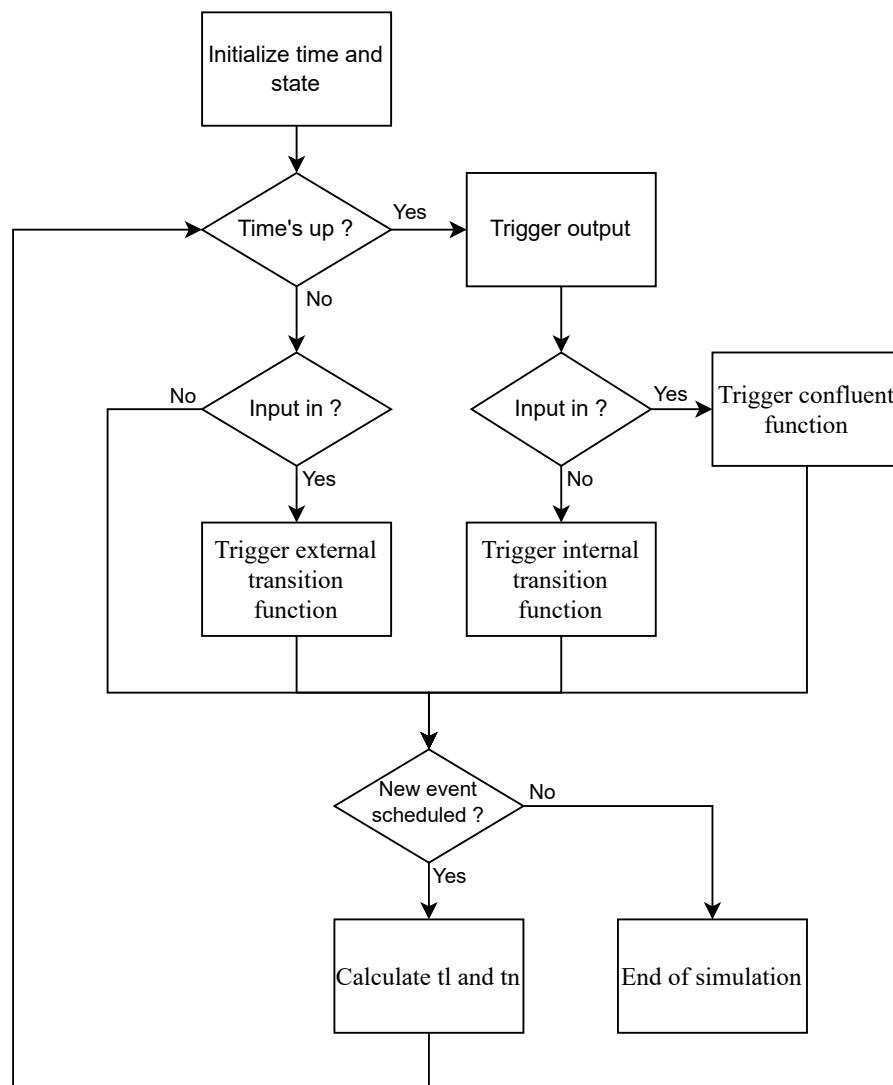 Initialize time and
state
Time's up ?
Yes
Trigger output
No
No
Input in ?
Input in ?
Yes
Trigger confluent
function
Yes
No
Trigger external
transition
function
Trigger internal
transition
function
New event
scheduled ?
No
Yes
Calculate tl and tn
End of simulation